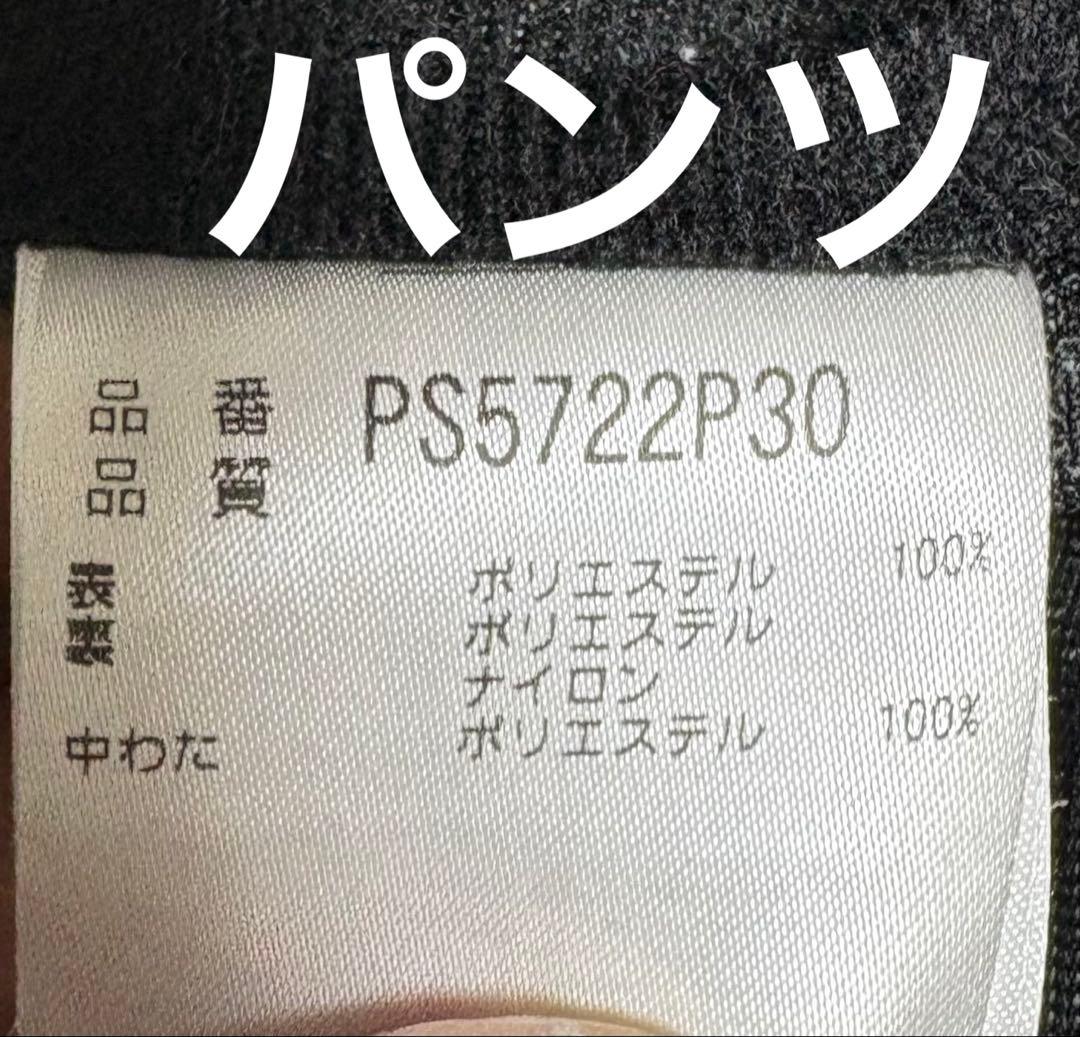 パンツ
品番 PS5722P30
品質
表 ポリエステル 100%
裏 ポリエステル
ナイロン
中わた ポリエステル 100%